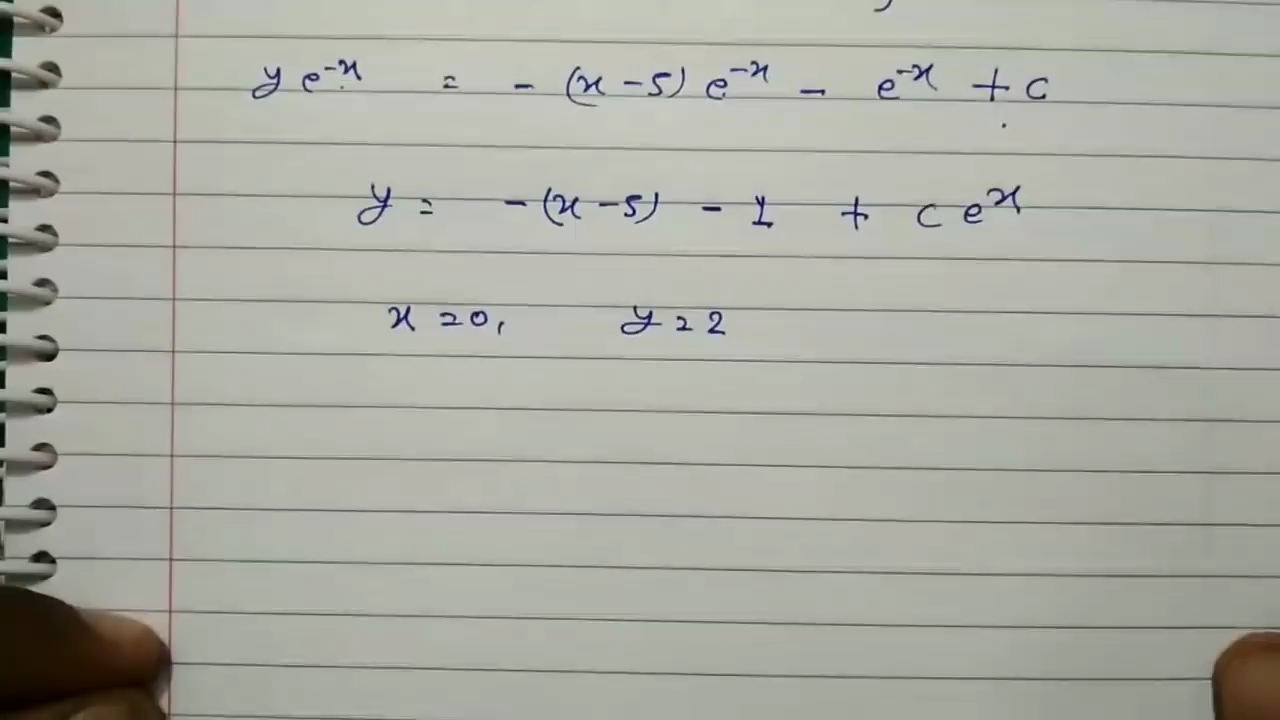 y e^{-x} = - (x - 5) e^{-x} - e^{-x} + c
y = - (x - 5) - 1 + c e^{x}
x = 0, y = 2